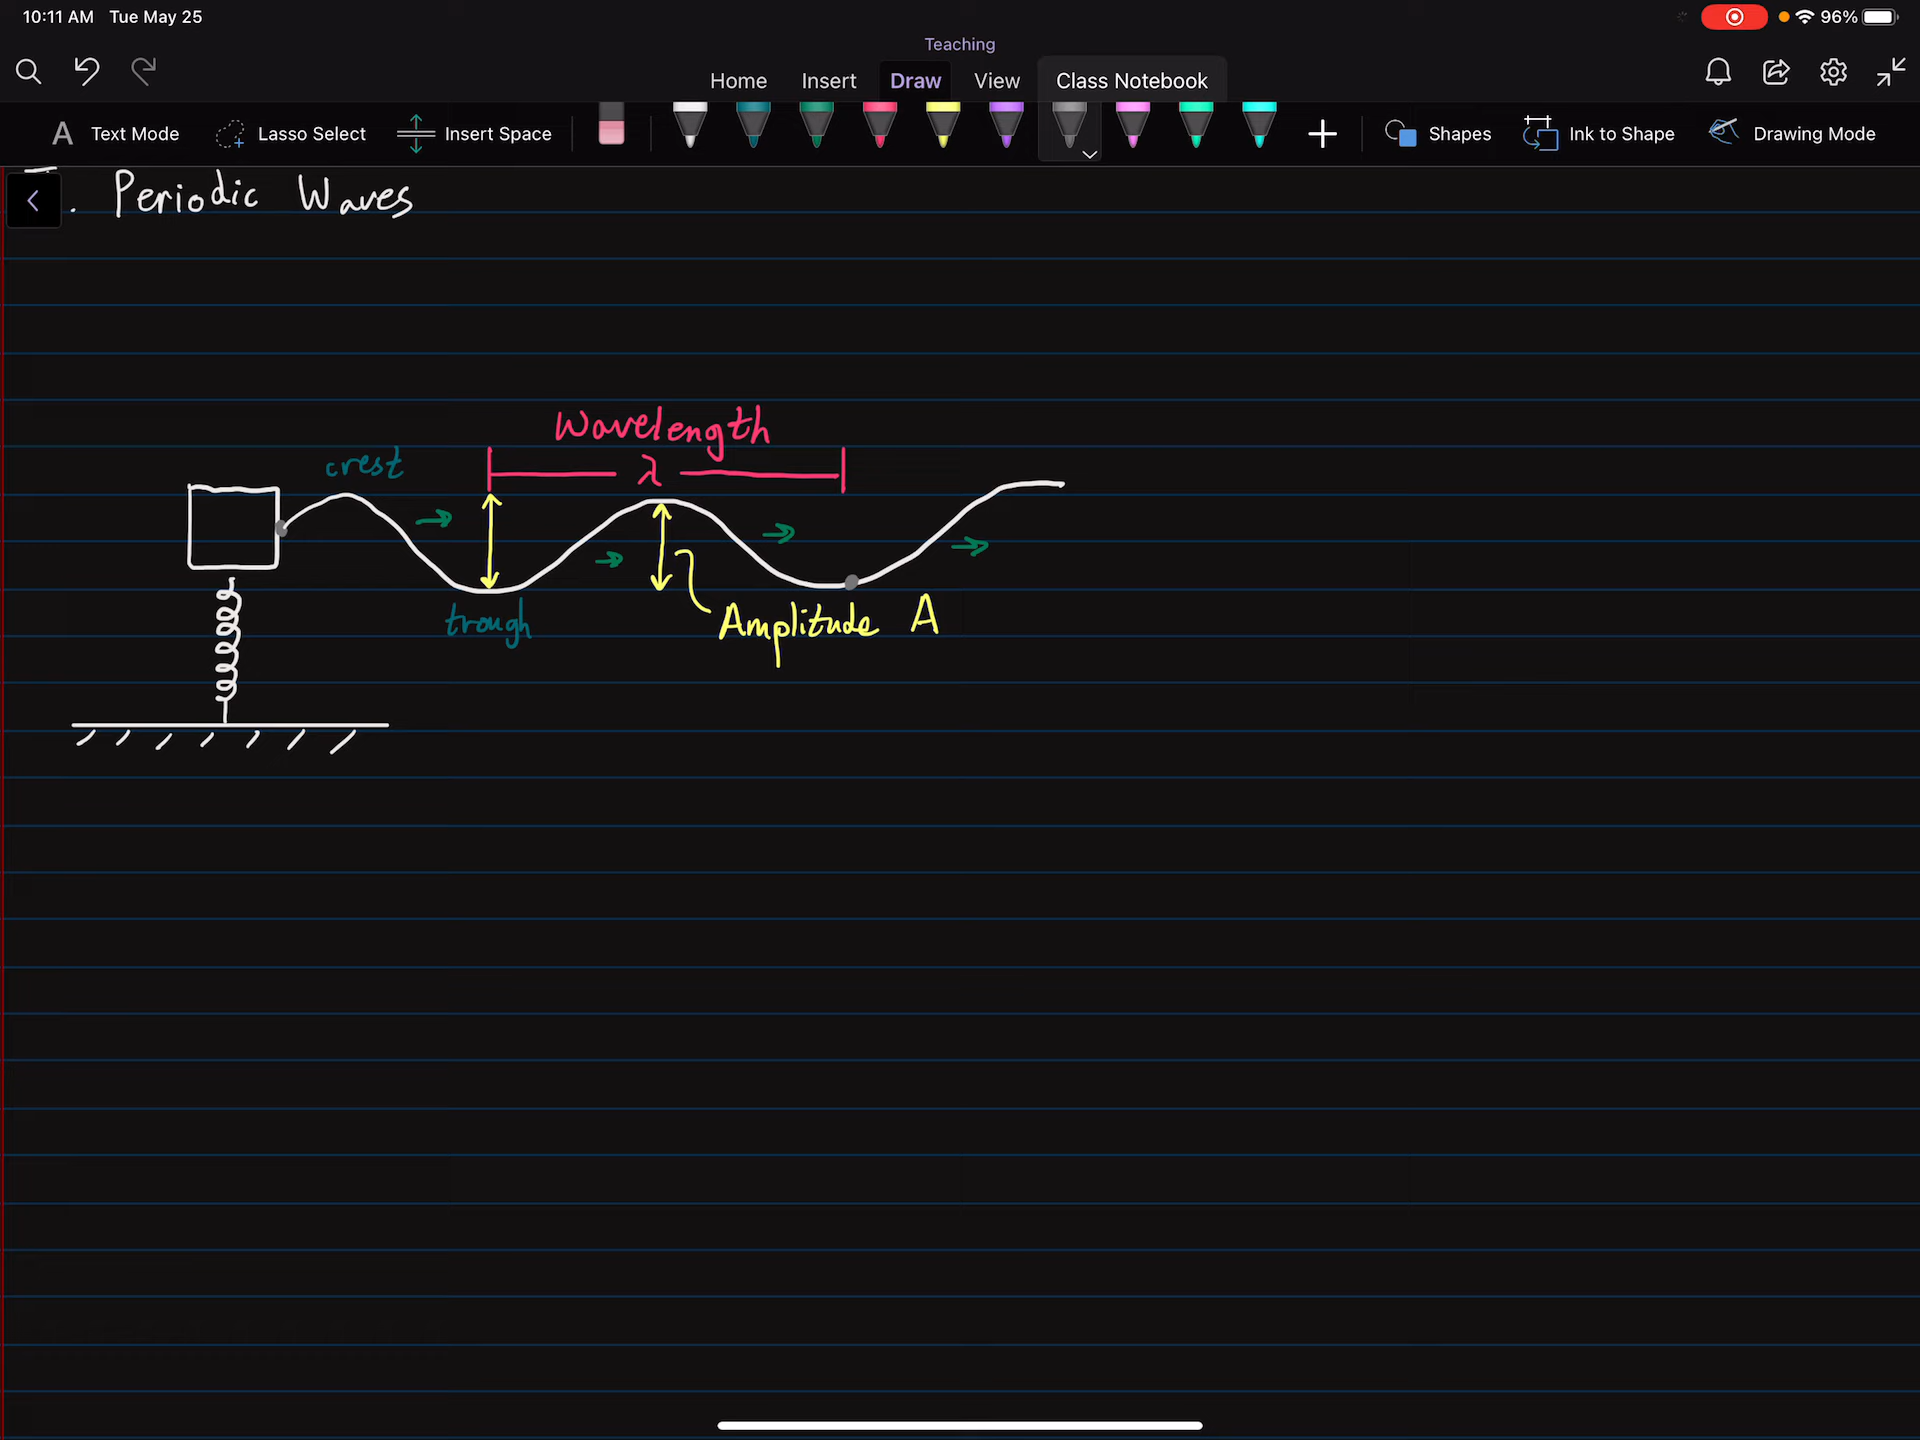 10:11 AM Tue May 25
96%
Teaching
Home Insert Draw View Class Notebook
A Text Mode Lasso Select Insert Space
Shapes Ink to Shape Drawing Mode
. Periodic Waves
Wavelength
crest
λ
trough
Amplitude A